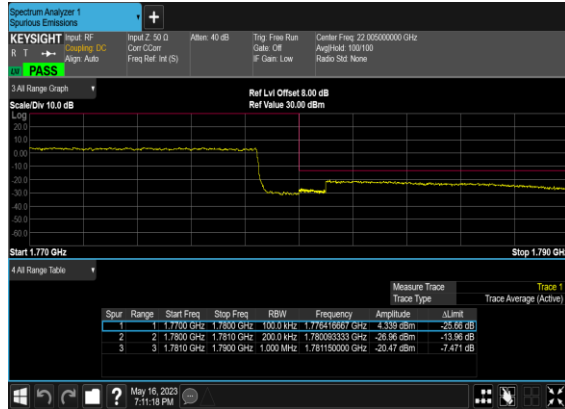 Spectrum Analyzer 1
Spurious Emissions
+
KEYSIGHT Input: RF Input Z: 50 Ω Atten: 40 dB Trig: Free Run Center Freq: 22.005000000 GHz
R T Coupling: DC Corr CCorr Gate: Off Avg|Hold: 100/100
Align: Auto Freq Ref: Int (S) IF Gain: Low Radio Std: None
PASS
3 All Range Graph
Ref Lvl Offset 8.00 dB
Scale/Div 10.0 dB Ref Value 30.00 dBm
Log
20.0
10.0
0.00
-10.0
-20.0
-30.0
-40.0
-50.0
-60.0
Start 1.770 GHz Stop 1.790 GHz
4 All Range Table
Measure Trace Trace 1
Trace Type Trace Average (Active)
Spur Range Start Freq Stop Freq RBW Frequency Amplitude ΔLimit
1 1 1.7700 GHz 1.7800 GHz 100.0 kHz 1.776416667 GHz 4.339 dBm -25.66 dB
2 2 1.7800 GHz 1.7810 GHz 200.0 kHz 1.780093333 GHz -26.96 dBm -13.96 dB
3 3 1.7810 GHz 1.7900 GHz 1.000 MHz 1.781150000 GHz -20.47 dBm -7.471 dB
? May 16, 2023
7:11:18 PM